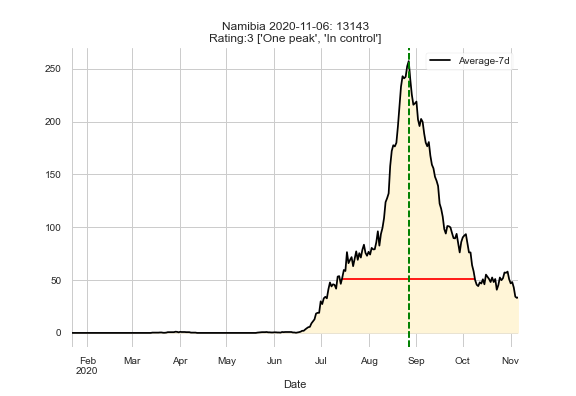 Namibia 2020-11-06: 13143
Rating:3 ['One peak', 'In control']
Average-7d
250
200
150
100
50
0
Feb Mar Apr May Jun Jul Aug Sep Oct Nov
2020
Date